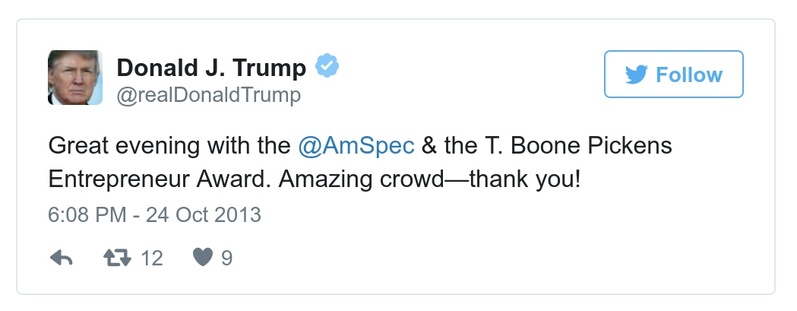 Donald J. Trump
@realDonaldTrump
Follow
Great evening with the @AmSpec & the T. Boone Pickens
Entrepreneur Award. Amazing crowd—thank you!
6:08 PM - 24 Oct 2013
12 9